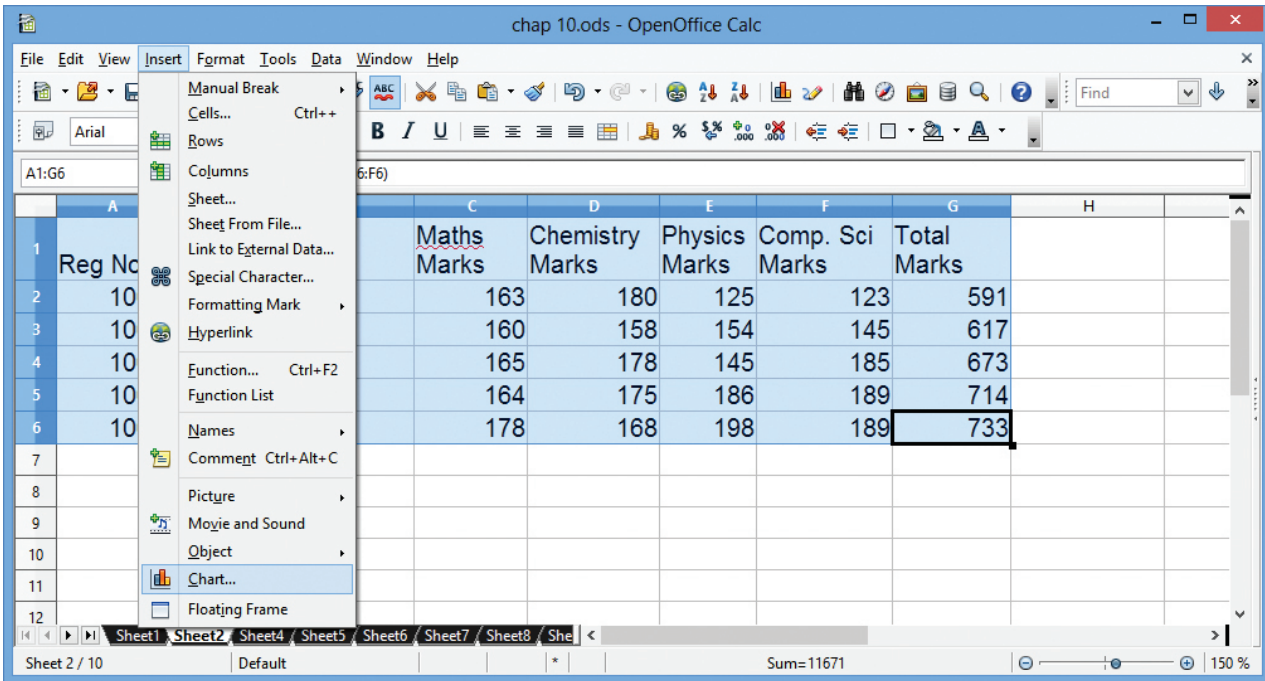 chap 10.ods - OpenOffice Calc
File Edit View Insert Format Tools Data Window Help
Manual Break
Cells... Ctrl++
Rows
Columns
Sheet...
Sheet From File...
Link to External Data...
Special Character...
Formatting Mark
Hyperlink
Function... Ctrl+F2
Function List
Names
Comment Ctrl+Alt+C
Picture
Movie and Sound
Object
Chart...
Floating Frame
ABC Find
Arial B I U % $% .000 .000 A
A1:G6 6:F6)
A C D E F G H
1 Reg No Maths Marks Chemistry Marks Physics Marks Comp. Sci Marks Total Marks
2 10 163 180 125 123 591
3 10 160 158 154 145 617
4 10 165 178 145 185 673
5 10 164 175 186 189 714
6 10 178 168 198 189 733
7
8
9
10
11
12
Sheet1 Sheet2 Sheet4 Sheet5 Sheet6 Sheet7 Sheet8 She
Sheet 2 / 10 Default * Sum=11671 150 %